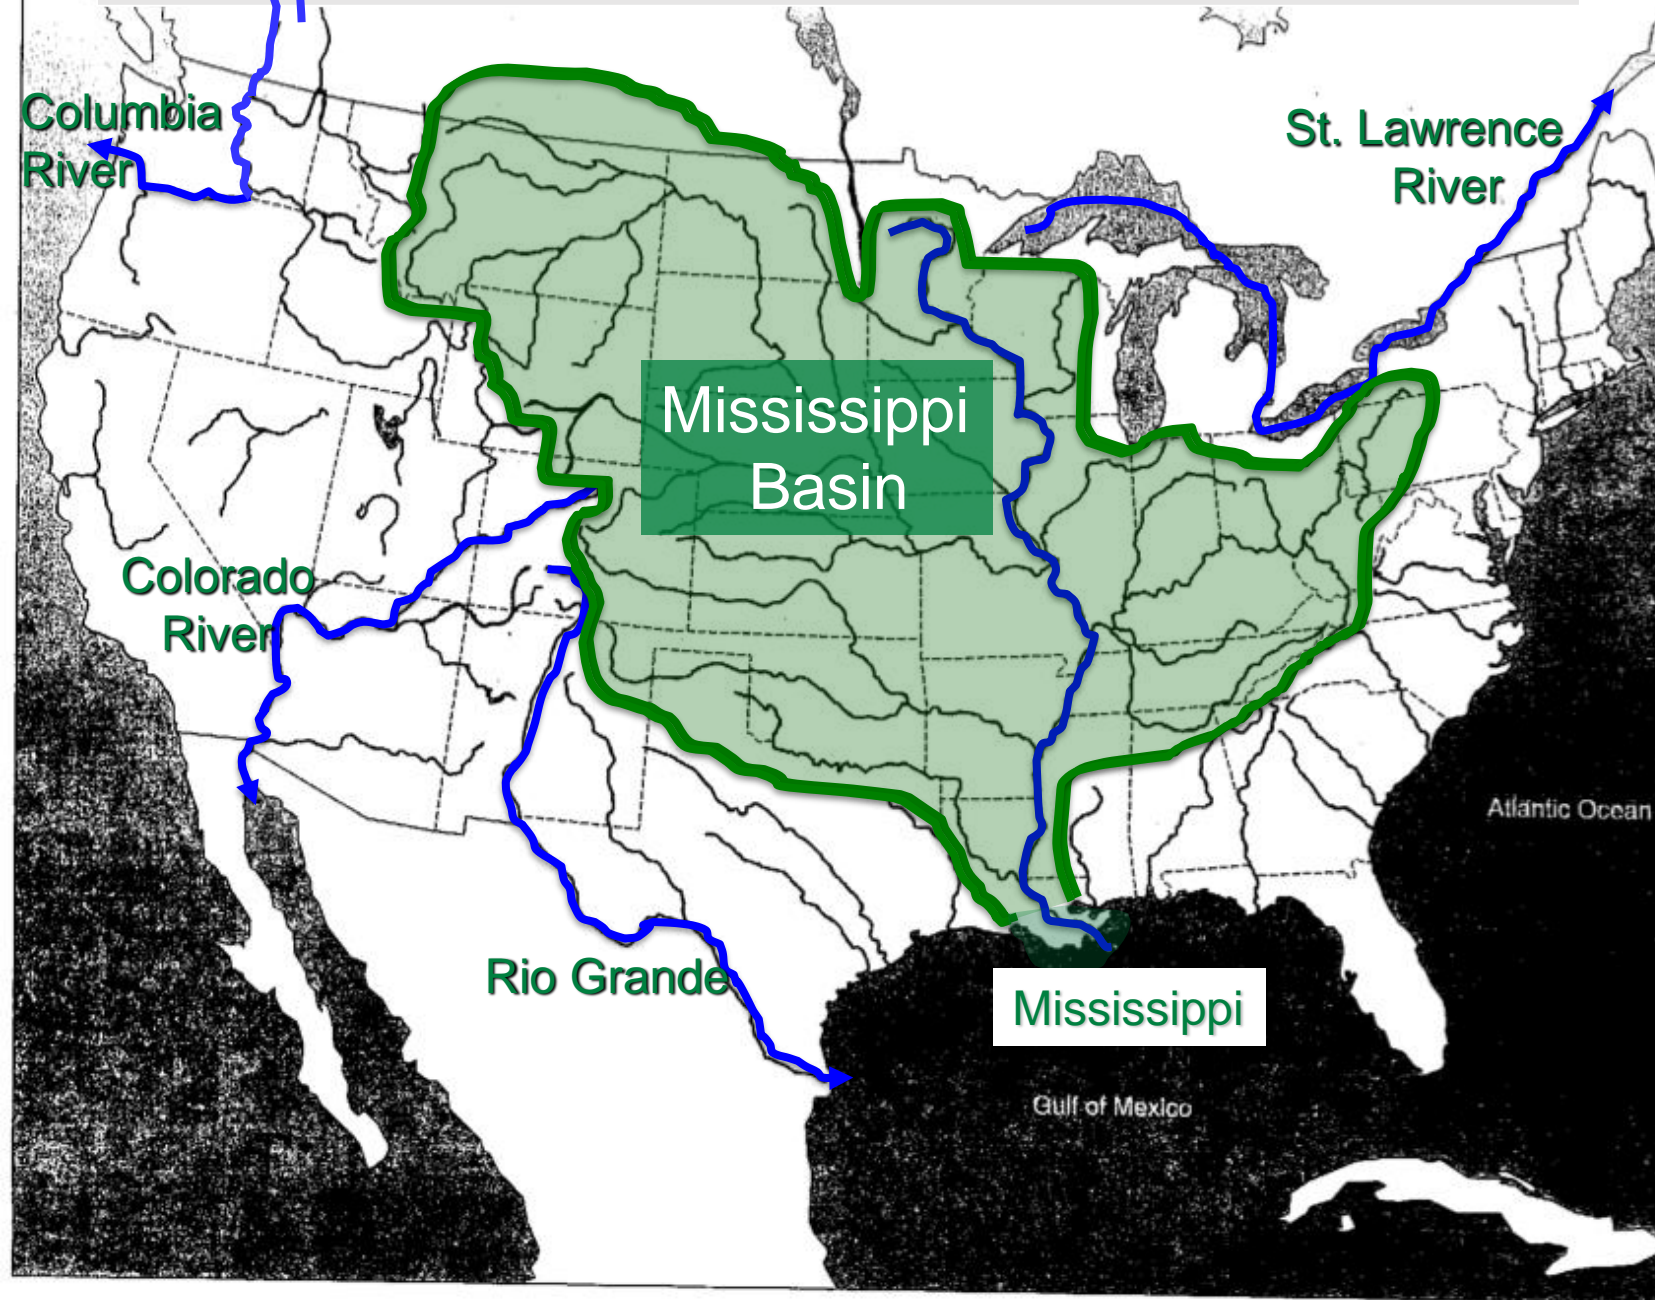 Columbia
River
St. Lawrence
River
Mississippi
Basin
Colorado
River
Atlantic Ocean
Rio Grande
Mississippi
Gulf of Mexico